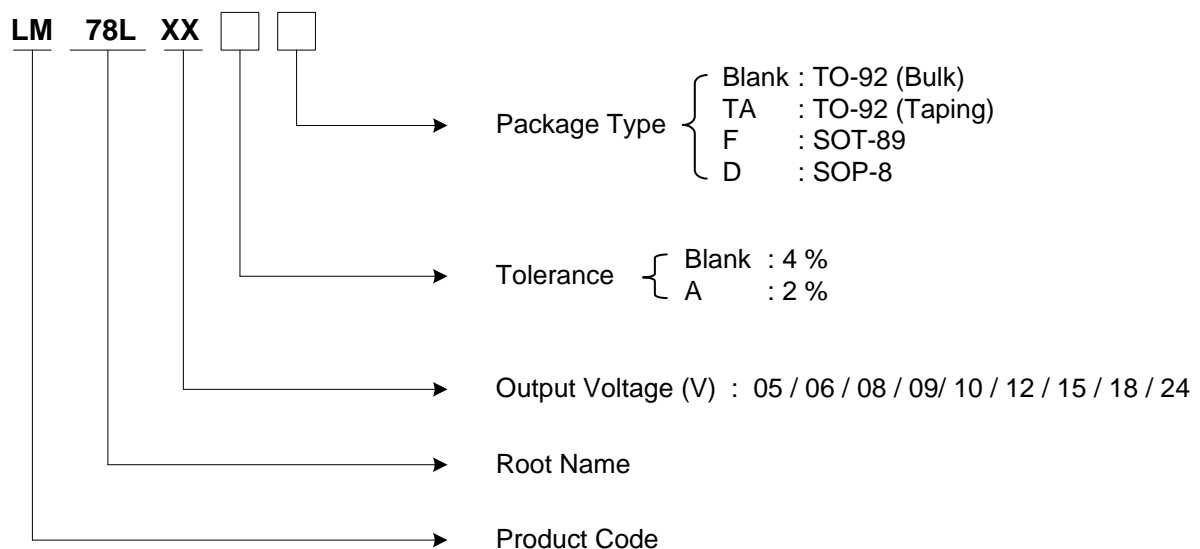 LM 78L XX
Blank : TO-92 (Bulk)
TA : TO-92 (Taping)
Package Type
F : SOT-89
D : SOP-8
Blank : 4 %
Tolerance
A : 2 %
Output Voltage (V) : 05 / 06 / 08 / 09/ 10 / 12 / 15 / 18 / 24
Root Name
Product Code